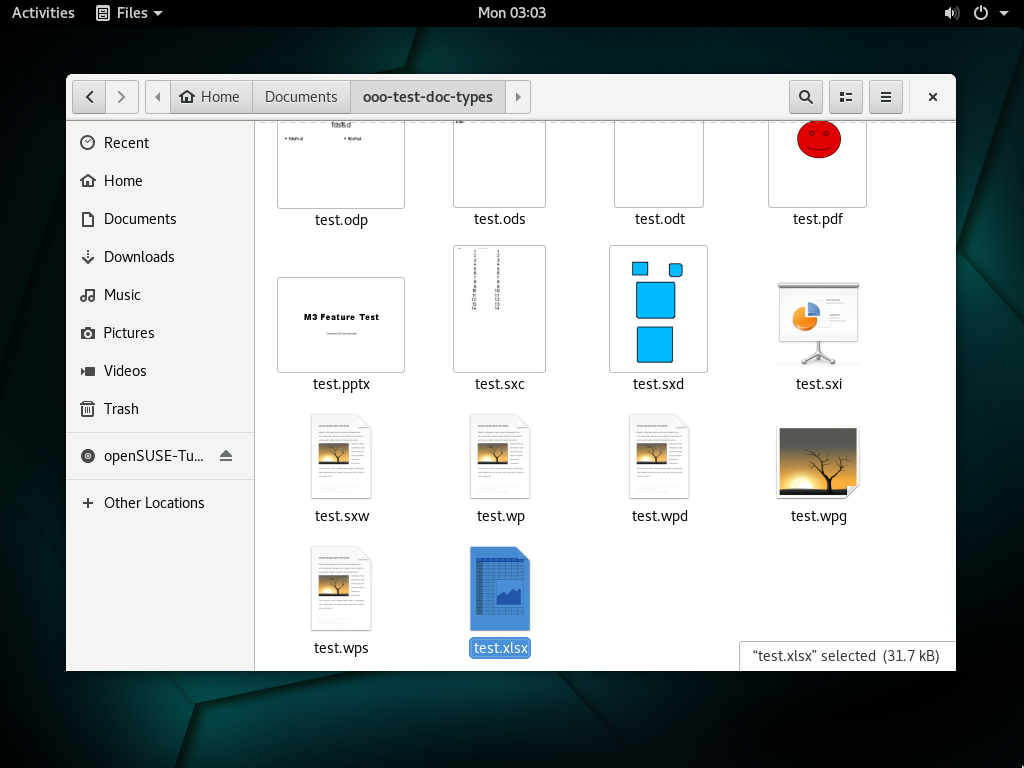 Activities Files Mon 03:03
Home Documents ooo-test-doc-types
Recent
Home
Documents
Downloads
Music
Pictures
Videos
Trash
openSUSE-Tu...
Other Locations
test.odp test.ods test.odt test.pdf
M3 Feature Test
test.pptx test.sxc test.sxd test.sxi
test.sxw test.wp test.wpd test.wpg
test.wps test.xlsx
“test.xlsx” selected (31.7 kB)